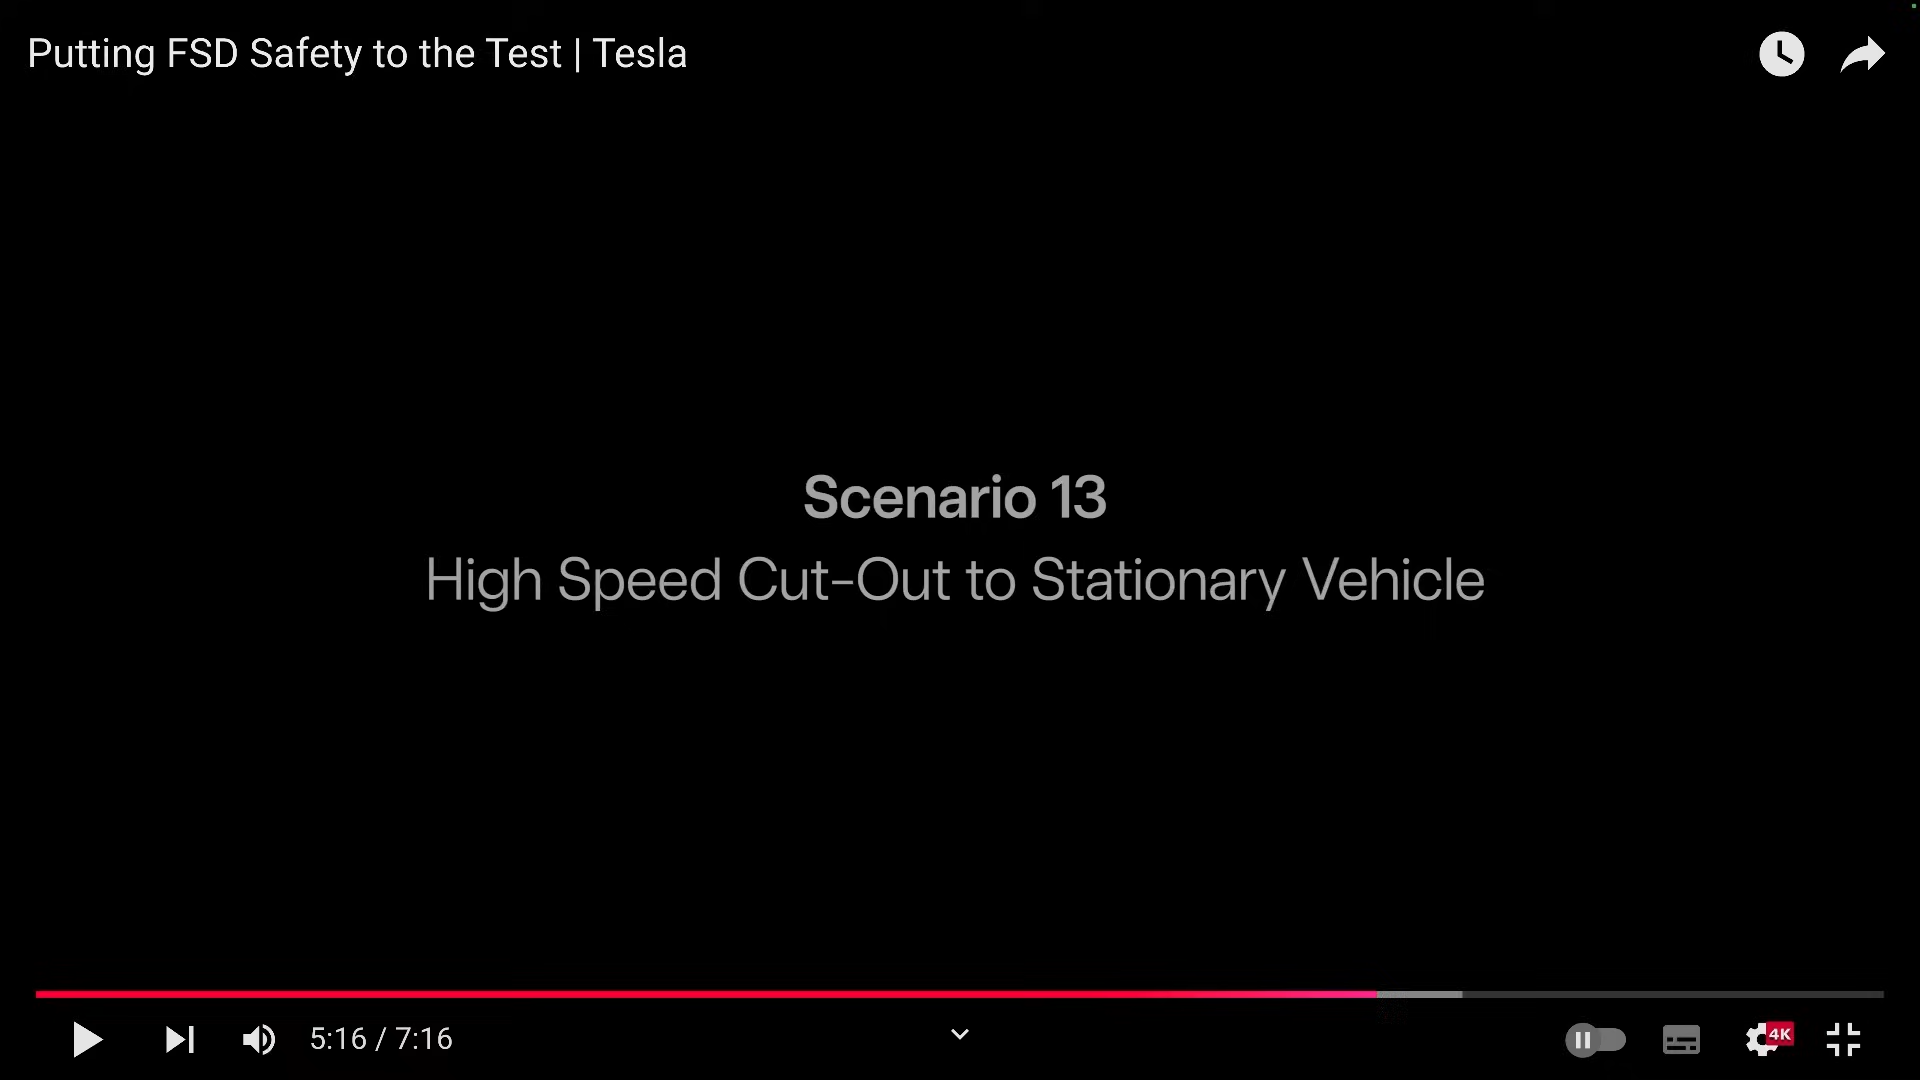 Putting FSD Safety to the Test | Tesla
Scenario 13
High Speed Cut-Out to Stationary Vehicle
5:16 / 7:16
4K